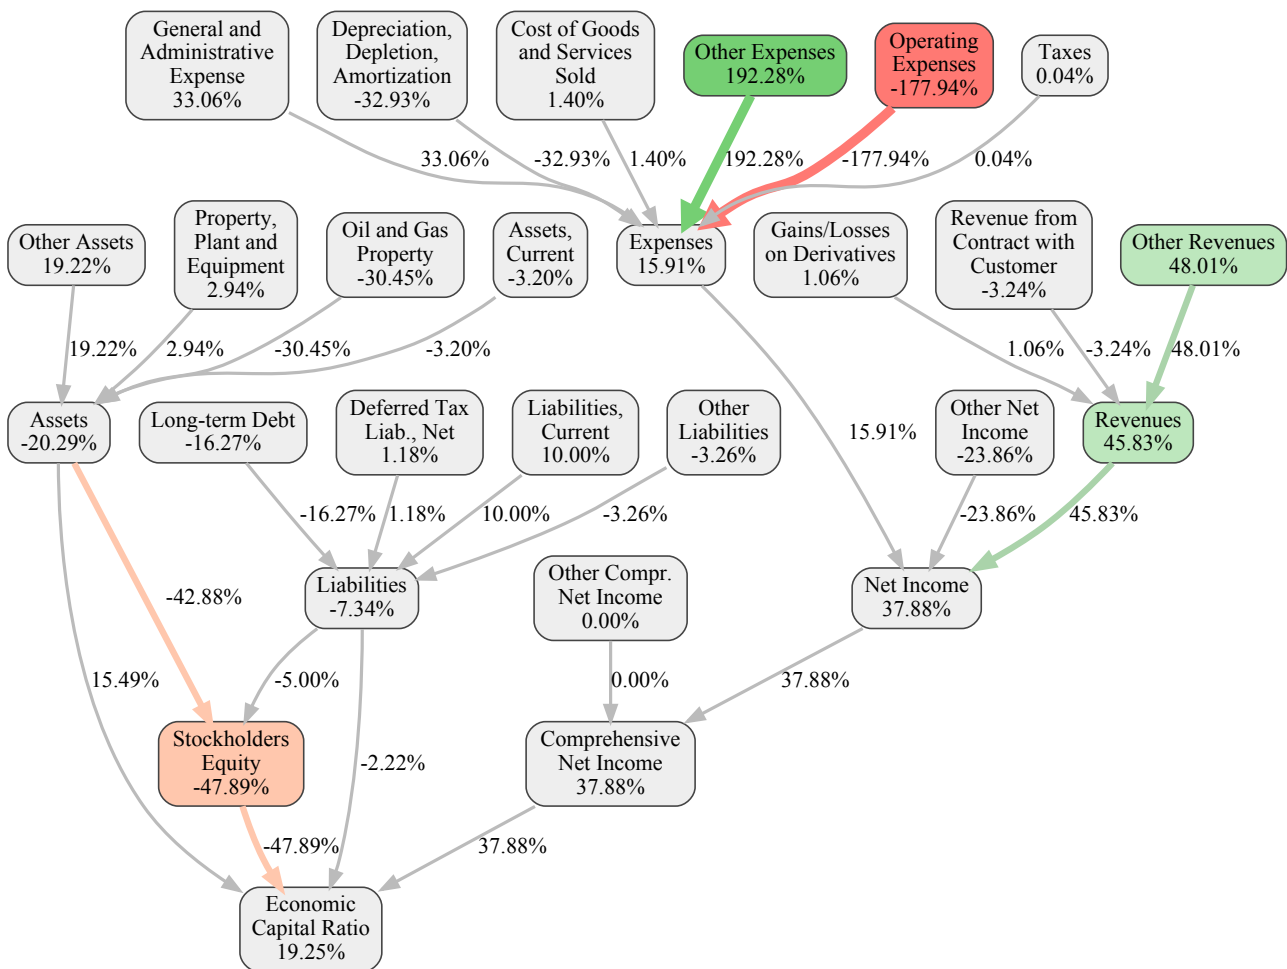 General and
Administrative
Expense
33.06%
Depreciation,
Depletion,
Amortization
-32.93%
Cost of Goods
and Services
Sold
1.40%
Other Expenses
192.28%
Operating
Expenses
-177.94%
Taxes
0.04%
33.06%
-32.93%
1.40%
192.28%
-177.94%
0.04%
Other Assets
19.22%
Property,
Plant and
Equipment
2.94%
Oil and Gas
Property
-30.45%
Assets,
Current
-3.20%
Expenses
15.91%
Gains/Losses
on Derivatives
1.06%
Revenue from
Contract with
Customer
-3.24%
Other Revenues
48.01%
19.22%
2.94%
-30.45%
-3.20%
1.06%
-3.24%
48.01%
Assets
-20.29%
Long-term Debt
-16.27%
Deferred Tax
Liab., Net
1.18%
Liabilities,
Current
10.00%
Other
Liabilities
-3.26%
15.91%
Other Net
Income
-23.86%
Revenues
45.83%
-16.27%
1.18%
10.00%
-3.26%
-23.86%
45.83%
-42.88%
Liabilities
-7.34%
Other Compr.
Net Income
0.00%
Net Income
37.88%
15.49%
-5.00%
0.00%
37.88%
Stockholders
Equity
-47.89%
-2.22%
Comprehensive
Net Income
37.88%
-47.89%
37.88%
Economic
Capital Ratio
19.25%